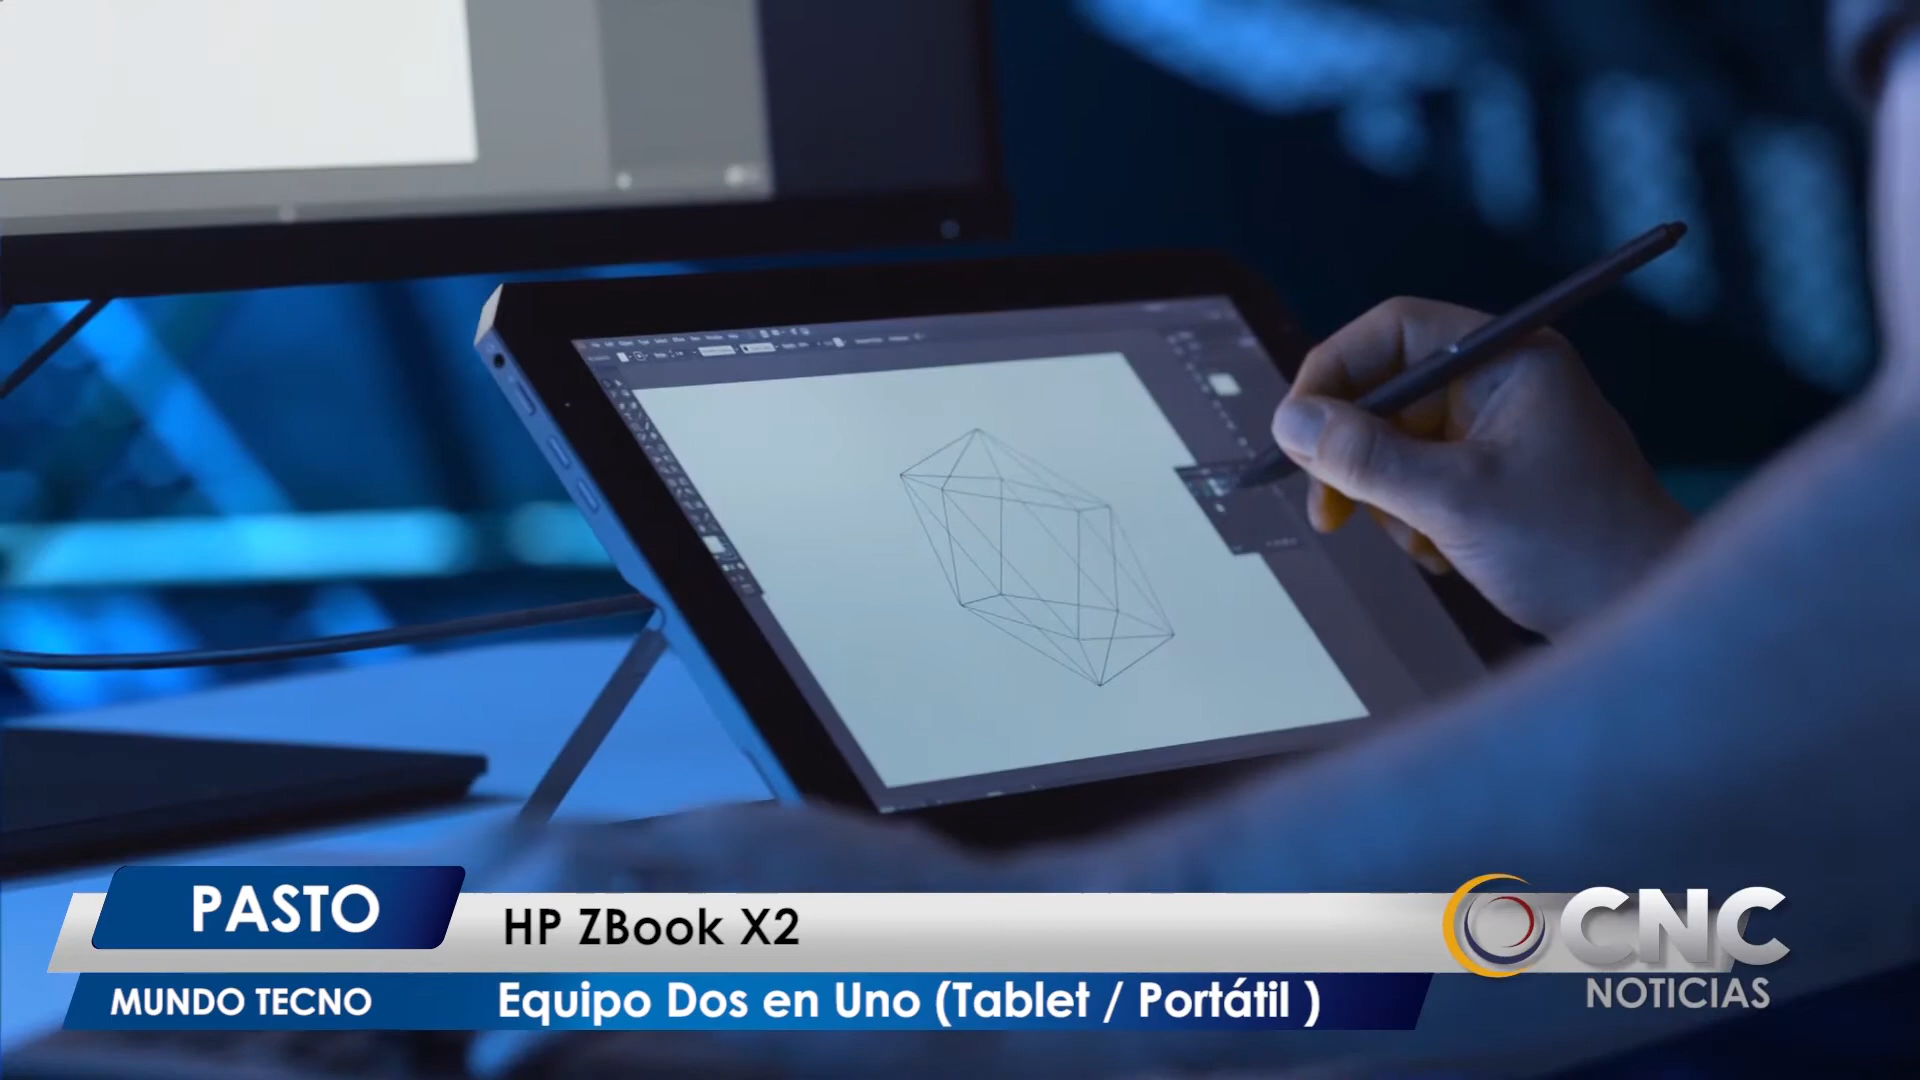 PASTO
HP ZBook X2
CNC
NOTICIAS
MUNDO TECNO
Equipo Dos en Uno (Tablet / Portátil )